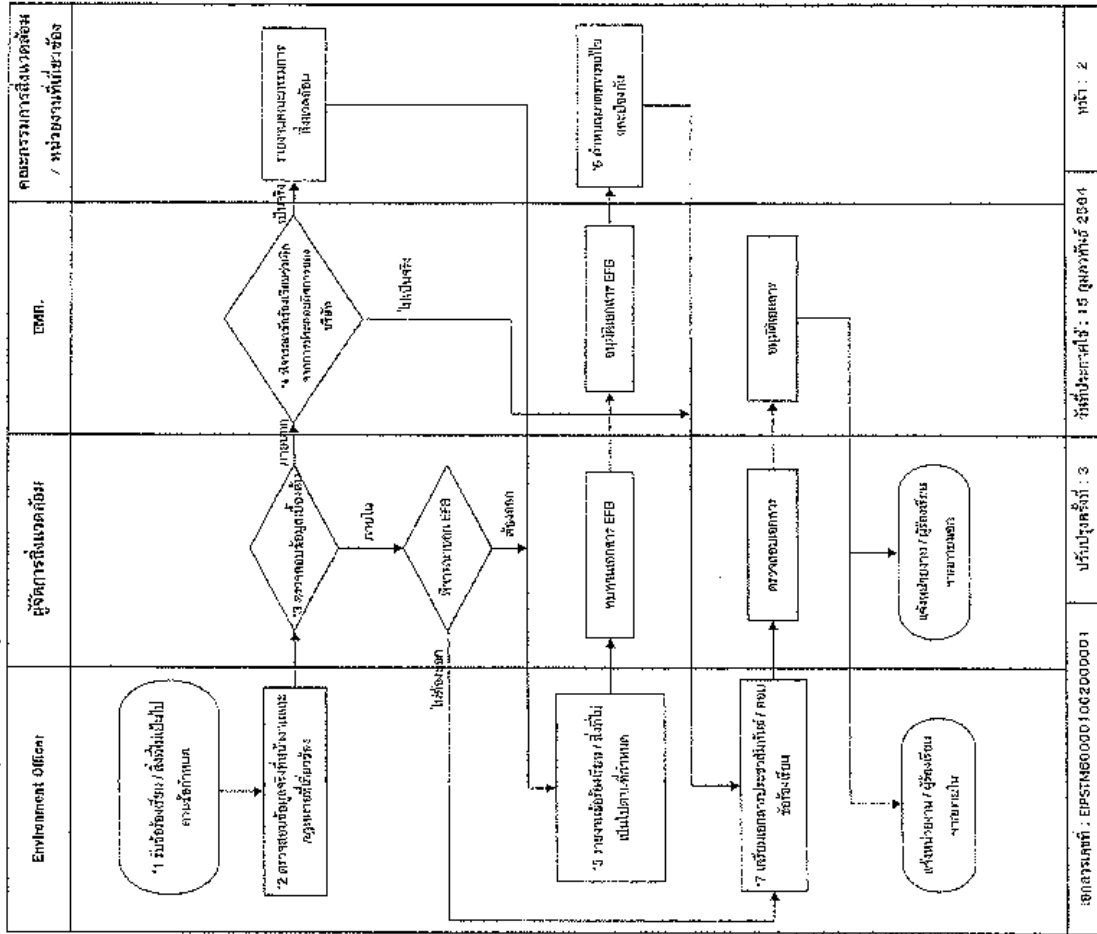 Environment Officer
ผู้จัดการสิ่งแวดล้อม
EMR.
คณะกรรมการสิ่งแวดล้อม
/ หน่วยงานที่เกี่ยวข้อง
*1 รับข้อร้องเรียน / สิ่งที่ไม่เป็นไป
ตามข้อกำหนด
*2 ตรวจสอบข้อมูลจริงที่หน้างานและ
กฎหมายที่เกี่ยวข้อง
*3 ตรวจสอบข้อมูลเบื้องต้น
ภายนอก
ภายใน
*4 พิจารณาข้อร้องเรียนว่าเกิด
จากการประกอบกิจการของ
บริษัท
เป็นจริง
ไม่เป็นจริง
รายงานคณะกรรมการ
สิ่งแวดล้อม
พิจารณาออก EFB
ต้องออก
ไม่ต้องออก
*5 รายงานข้อร้องเรียน / สิ่งที่ไม่
เป็นไปตามที่กำหนด
ทบทวนเอกสาร EFB
อนุมัติเอกสาร EFB
*6 กำหนดมาตรการแก้ไข
และป้องกัน
*7 เตรียมเอกสารประชาสัมพันธ์ / ตอบ
ข้อร้องเรียน
ตรวจสอบเอกสาร
อนุมัติเอกสาร
แจ้งหน่วยงาน / ผู้ร้องเรียน
ภายใน
แจ้งหน่วยงาน / ผู้ร้องเรียน
ภายนอก
เอกสารเลขที่ : EIPSTM600001002000001
ปรับปรุงครั้งที่ : 3
วันที่ประกาศใช้ : 15 กุมภาพันธ์ 2564
หน้า : 2